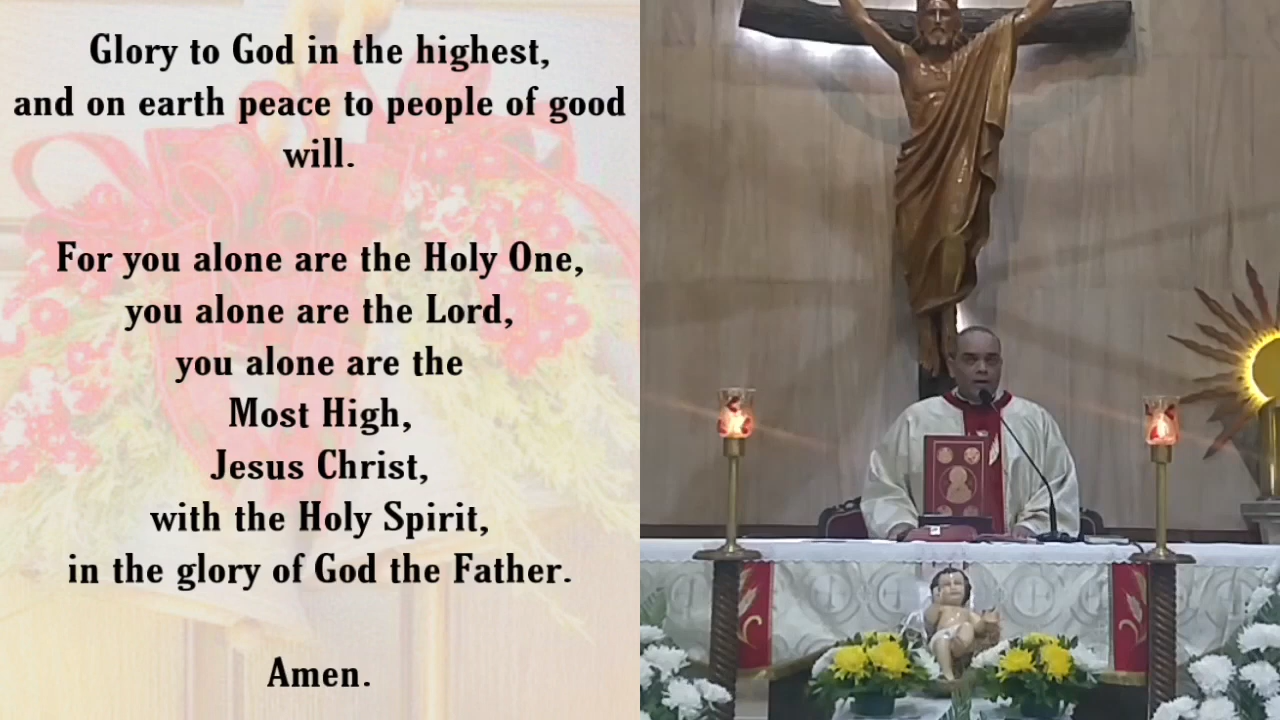 Glory to God in the highest,
and on earth peace to people of good
will.
For you alone are the Holy One,
you alone are the Lord,
you alone are the
Most High,
Jesus Christ,
with the Holy Spirit,
in the glory of God the Father.
Amen.